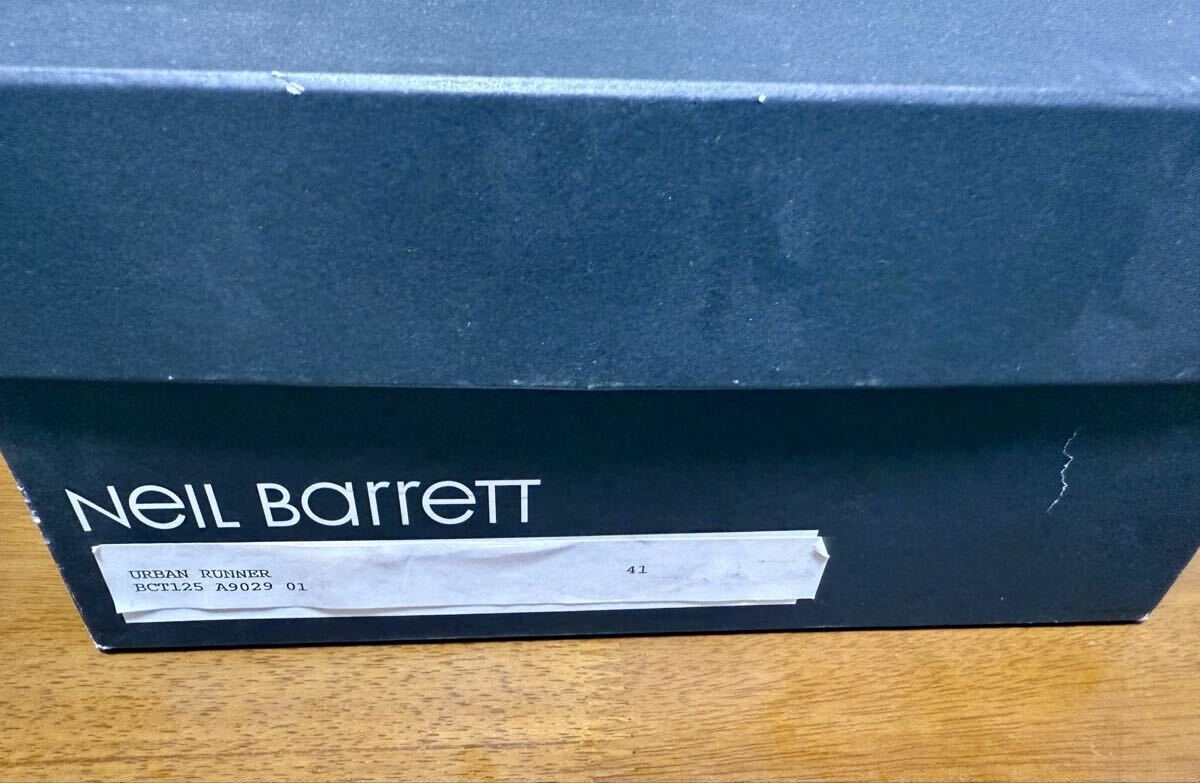 Neil Barrett
URBAN RUNNER 41
BCT125 A9029 01